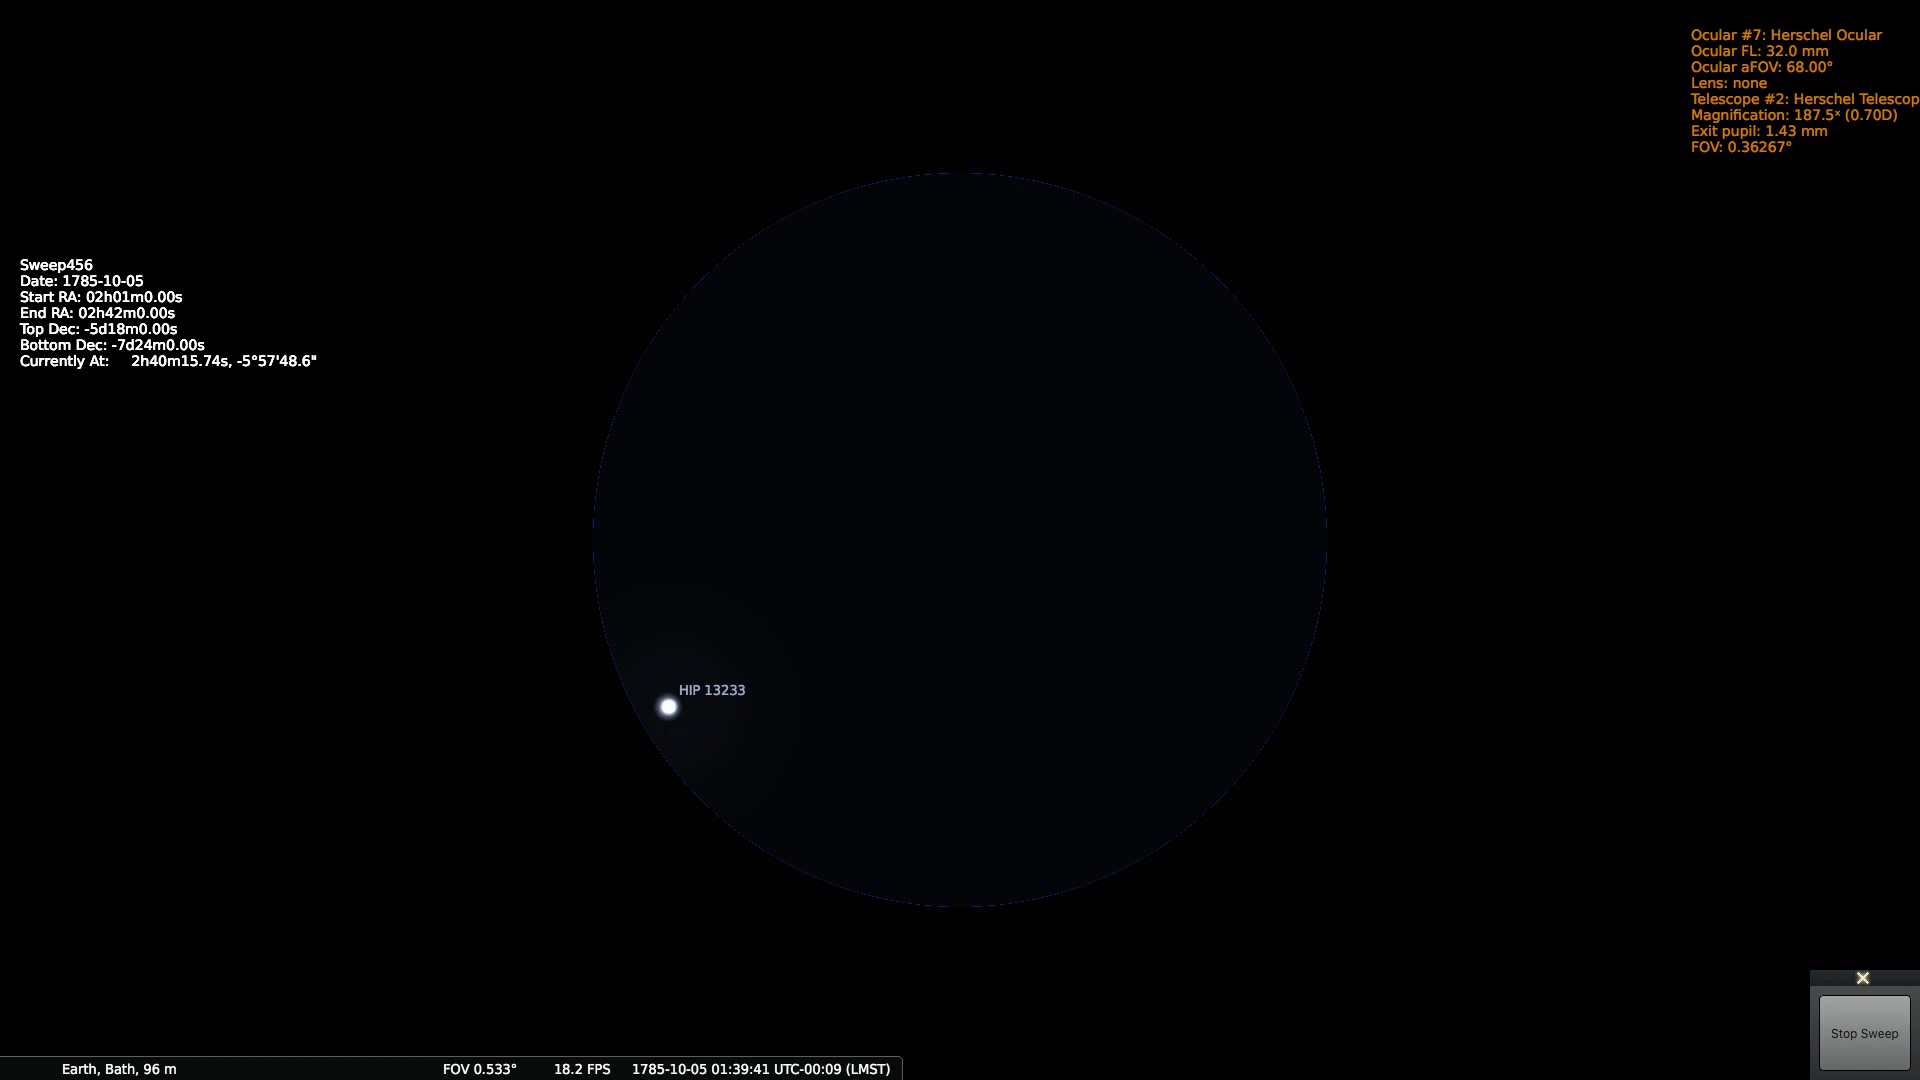 Ocular #7: Herschel Ocular
Ocular FL: 32.0 mm
Ocular aFOV: 68.00°
Lens: none
Telescope #2: Herschel Telescop
Magnification: 187.5ˣ (0.70D)
Exit pupil: 1.43 mm
FOV: 0.36267°
Sweep456
Date: 1785-10-05
Start RA: 02h01m0.00s
End RA: 02h42m0.00s
Top Dec: -5d18m0.00s
Bottom Dec: -7d24m0.00s
Currently At: 2h40m15.74s, -5°57'48.6"
HIP 13233
Stop Sweep
Earth, Bath, 96 m FOV 0.533° 18.2 FPS 1785-10-05 01:39:41 UTC-00:09 (LMST)